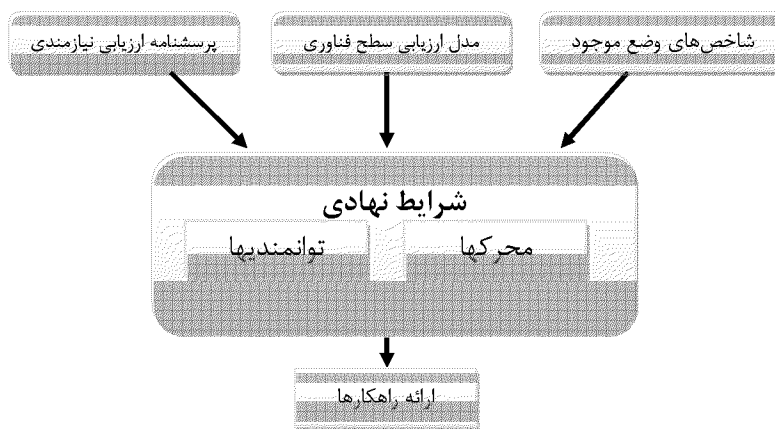 شاخص‌های وضع موجود
مدل ارزیابی سطح فناوری
پرسشنامه ارزیابی نیازمندی
شرایط نهادی
محرکها
توانمندیها
ارائه راهکارها